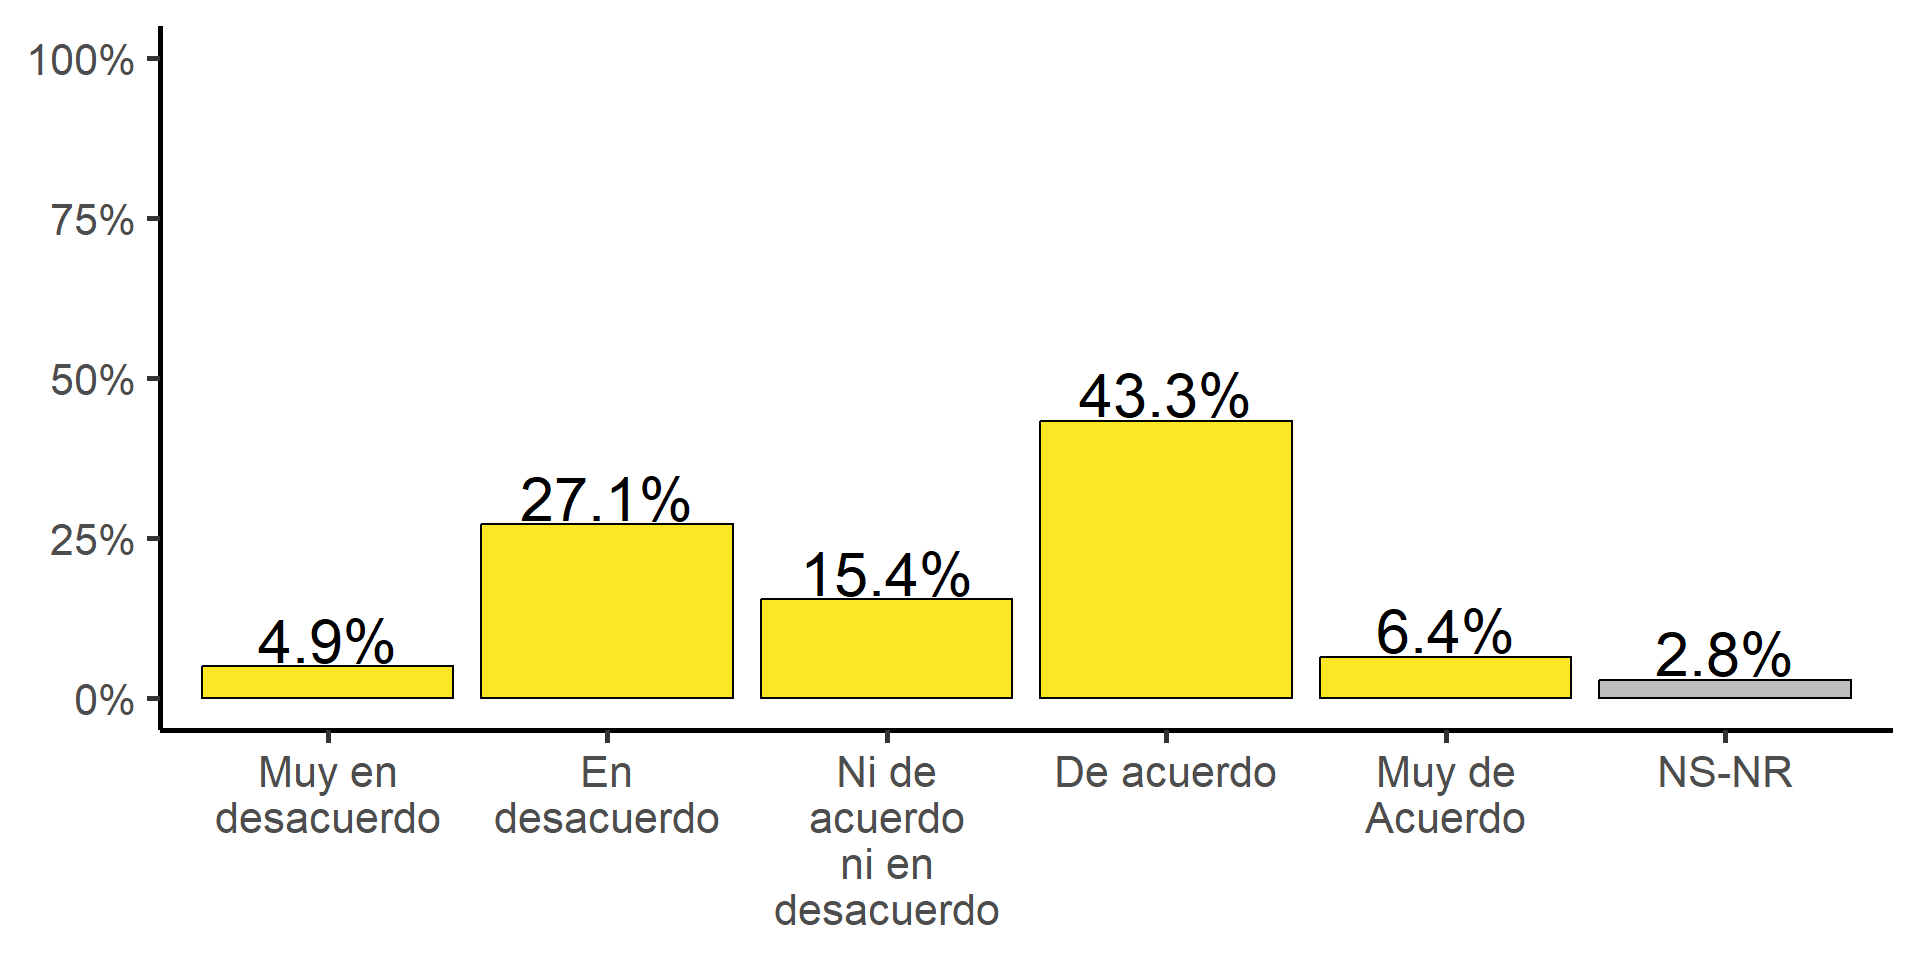 100%
75%
50%
25%
0%
4.9%
27.1%
15.4%
43.3%
6.4%
2.8%
Muy en
desacuerdo
En
desacuerdo
Ni de
acuerdo
ni en
desacuerdo
De acuerdo
Muy de
Acuerdo
NS-NR